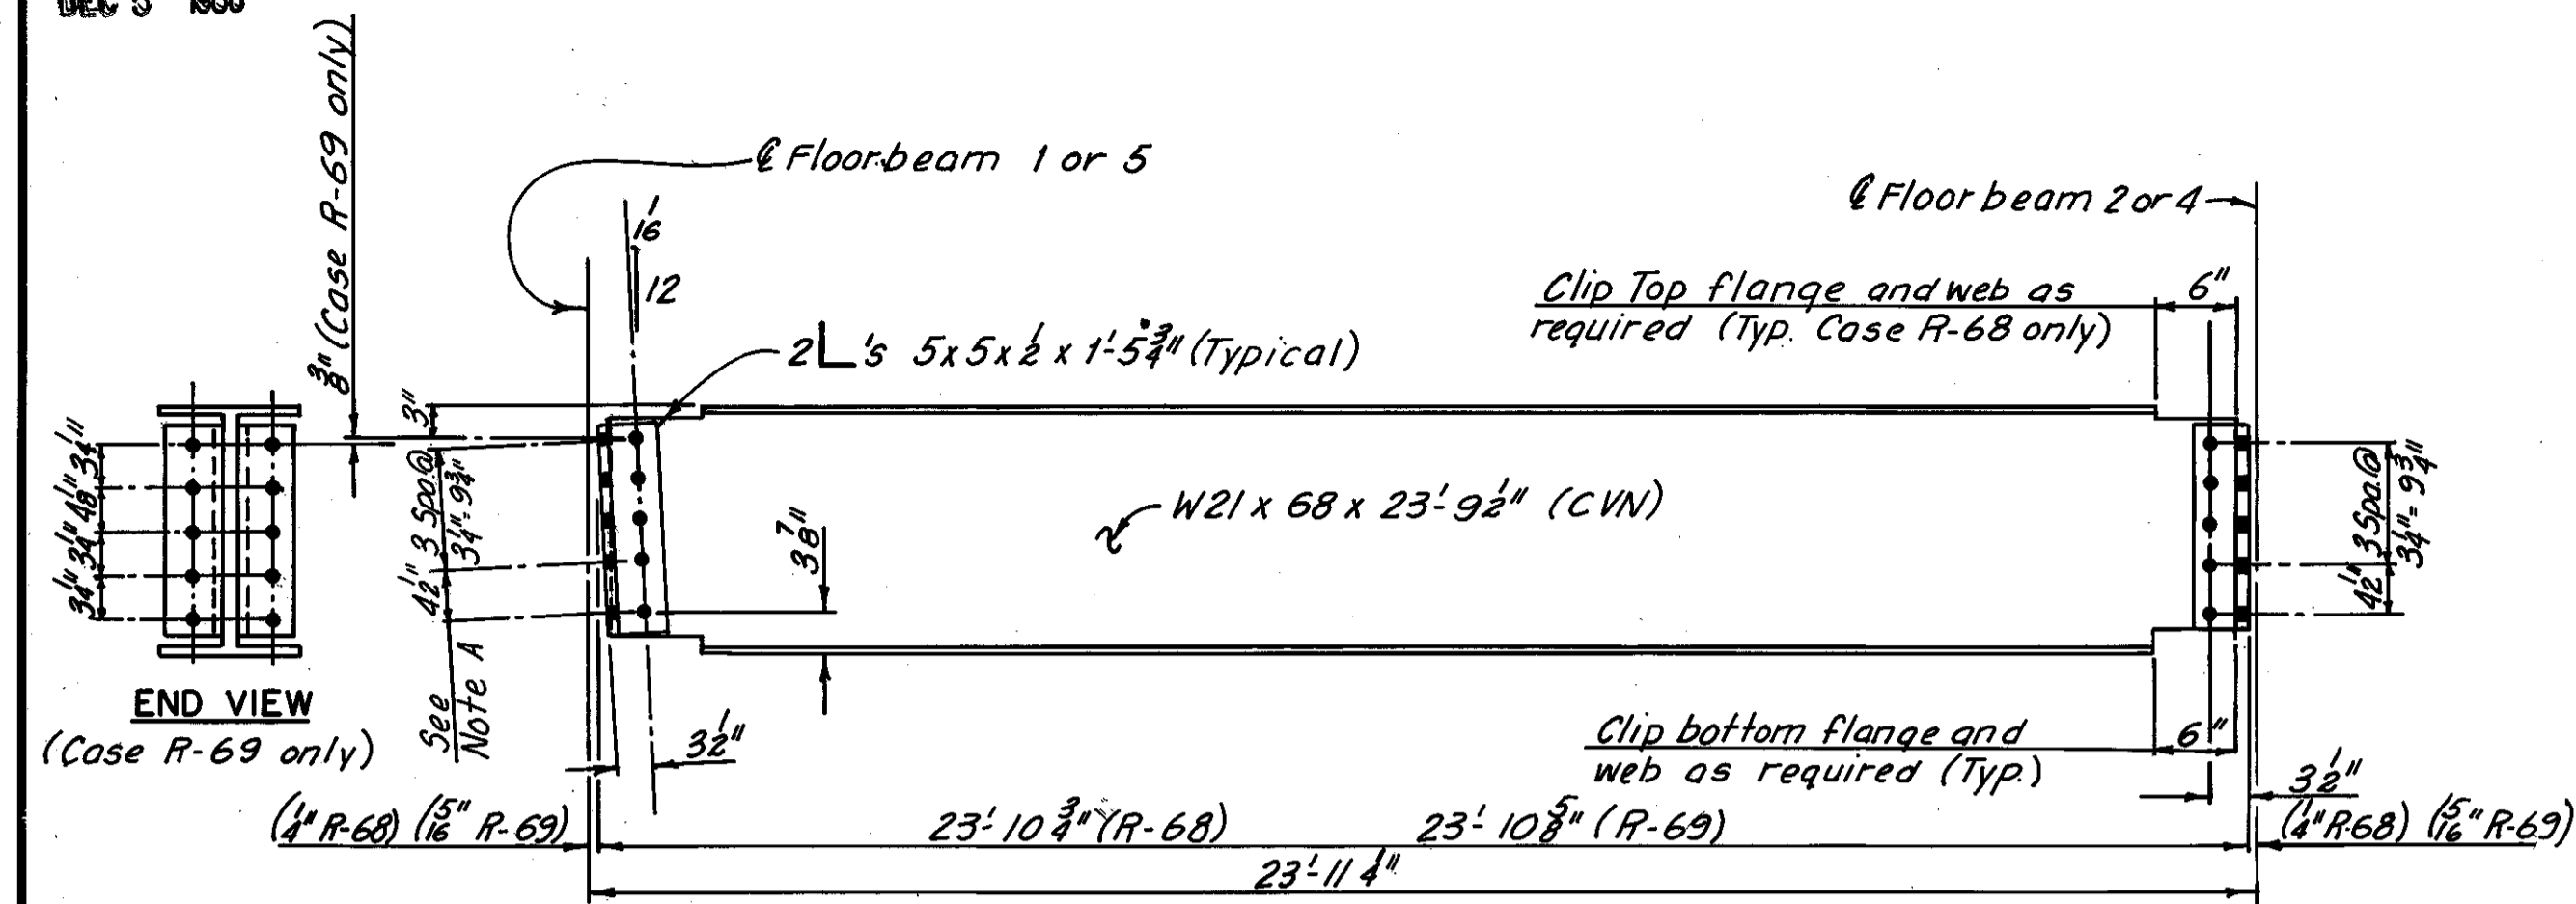 DEC 5
3/8" (Case R-69 only)
℄ Floorbeam 1 or 5
℄ Floorbeam 2 or 4
1/16
12
2 L's 5x5x1/2 x 1'-5 3/4" (Typical)
Clip Top flange and web as
required (Typ. Case R-68 only)
6"
3"
3 1/4"
4 1/8"
3 1/4"
3 1/4"
3 Spa.@
3 1/4"= 9 3/4"
4 1/2"
See
Note A
3 7/8"
W21 x 68 x 23'-9 1/2" (CVN)
3 Spa.@
3 1/4"= 9 3/4"
4 1/2"
END VIEW
(Case R-69 only)
3 1/2"
Clip bottom flange and
web as required (Typ.)
6"
3 1/2"
(1/4" R-68) (5/16" R-69)
23'-10 3/4" (R-68)
23'-10 5/8" (R-69)
(1/4" R-68) (5/16" R-69)
23'-11 1/4"